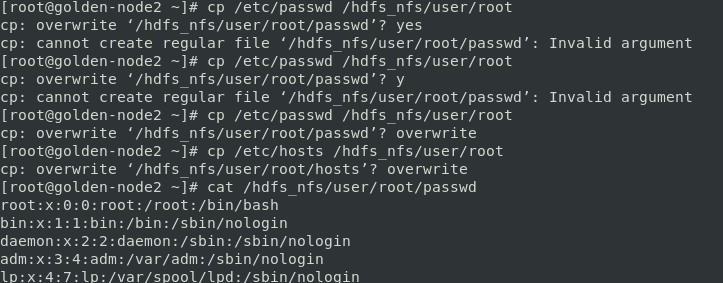 [root@golden-node2 ~]# cp /etc/passwd /hdfs_nfs/user/root
cp: overwrite ‘/hdfs_nfs/user/root/passwd’? yes
cp: cannot create regular file ‘/hdfs_nfs/user/root/passwd’: Invalid argument
[root@golden-node2 ~]# cp /etc/passwd /hdfs_nfs/user/root
cp: overwrite ‘/hdfs_nfs/user/root/passwd’? y
cp: cannot create regular file ‘/hdfs_nfs/user/root/passwd’: Invalid argument
[root@golden-node2 ~]# cp /etc/passwd /hdfs_nfs/user/root
cp: overwrite ‘/hdfs_nfs/user/root/passwd’? overwrite
[root@golden-node2 ~]# cp /etc/hosts /hdfs_nfs/user/root
cp: overwrite ‘/hdfs_nfs/user/root/hosts’? overwrite
[root@golden-node2 ~]# cat /hdfs_nfs/user/root/passwd
root:x:0:0:root:/root:/bin/bash
bin:x:1:1:bin:/bin:/sbin/nologin
daemon:x:2:2:daemon:/sbin:/sbin/nologin
adm:x:3:4:adm:/var/adm:/sbin/nologin
lp:x:4:7:lp:/var/spool/lpd:/sbin/nologin